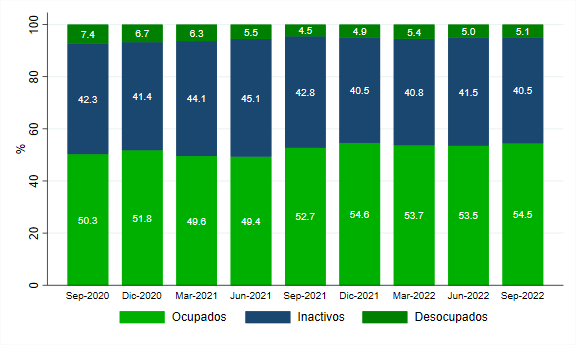 100
7.4 6.7 6.3 5.5 4.5 4.9 5.4 5.0 5.1
80
42.3 41.4 44.1 45.1 42.8 40.5 40.8 41.5 40.5
60
%
40
50.3 51.8 49.6 49.4 52.7 54.6 53.7 53.5 54.5
20
0
Sep-2020 Dic-2020 Mar-2021 Jun-2021 Sep-2021 Dic-2021 Mar-2022 Jun-2022 Sep-2022
Ocupados Inactivos Desocupados